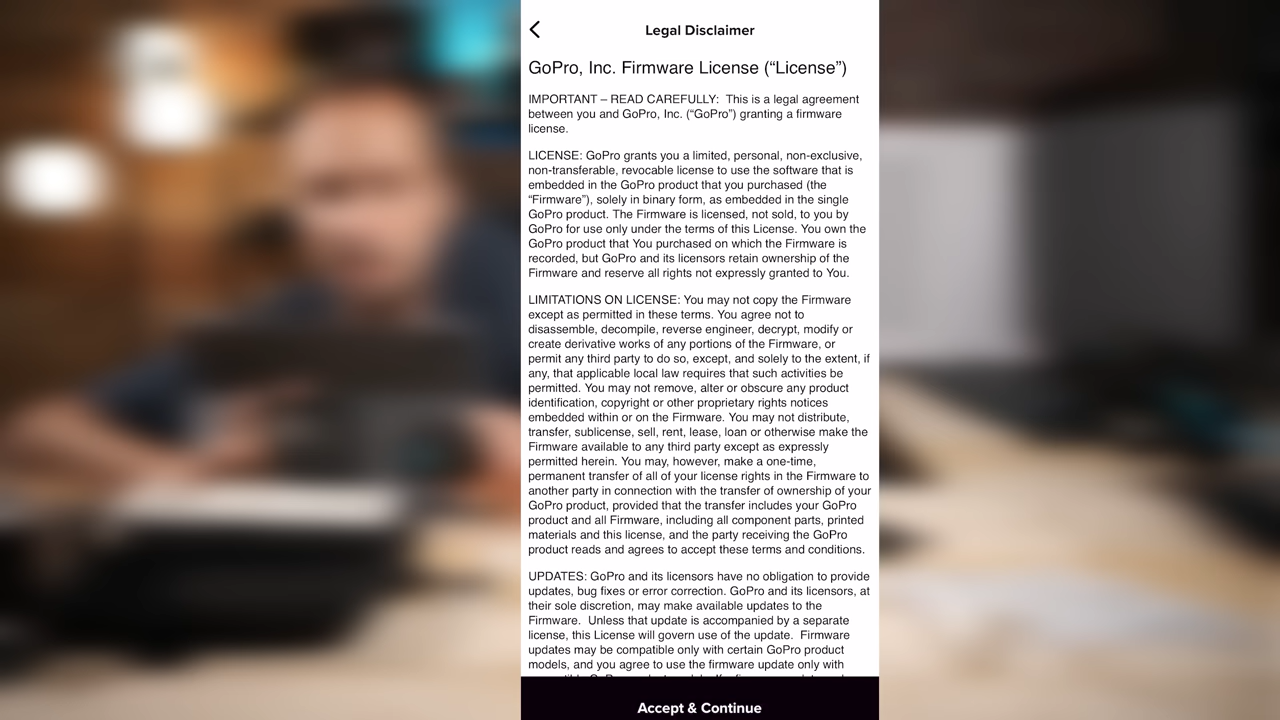 Legal Disclaimer
GoPro, Inc. Firmware License (“License”)
IMPORTANT – READ CAREFULLY:  This is a legal agreement
between you and GoPro, Inc. (“GoPro”) granting a firmware
license.
LICENSE: GoPro grants you a limited, personal, non-exclusive,
non-transferable, revocable license to use the software that is
embedded in the GoPro product that you purchased (the
“Firmware”), solely in binary form, as embedded in the single
GoPro product. The Firmware is licensed, not sold, to you by
GoPro for use only under the terms of this License. You own the
GoPro product that You purchased on which the Firmware is
recorded, but GoPro and its licensors retain ownership of the
Firmware and reserve all rights not expressly granted to You.
LIMITATIONS ON LICENSE: You may not copy the Firmware
except as permitted in these terms. You agree not to
disassemble, decompile, reverse engineer, decrypt, modify or
create derivative works of any portions of the Firmware, or
permit any third party to do so, except, and solely to the extent, if
any, that applicable local law requires that such activities be
permitted. You may not remove, alter or obscure any product
identification, copyright or other proprietary rights notices
embedded within or on the Firmware. You may not distribute,
transfer, sublicense, sell, rent, lease, loan or otherwise make the
Firmware available to any third party except as expressly
permitted herein. You may, however, make a one-time,
permanent transfer of all of your license rights in the Firmware to
another party in connection with the transfer of ownership of your
GoPro product, provided that the transfer includes your GoPro
product and all Firmware, including all component parts, printed
materials and this license, and the party receiving the GoPro
product reads and agrees to accept these terms and conditions.
UPDATES: GoPro and its licensors have no obligation to provide
updates, bug fixes or error correction. GoPro and its licensors, at
their sole discretion, may make available updates to the
Firmware.  Unless that update is accompanied by a separate
license, this License will govern use of the update.  Firmware
updates may be compatible only with certain GoPro product
models, and you agree to use the firmware update only with
Accept & Continue